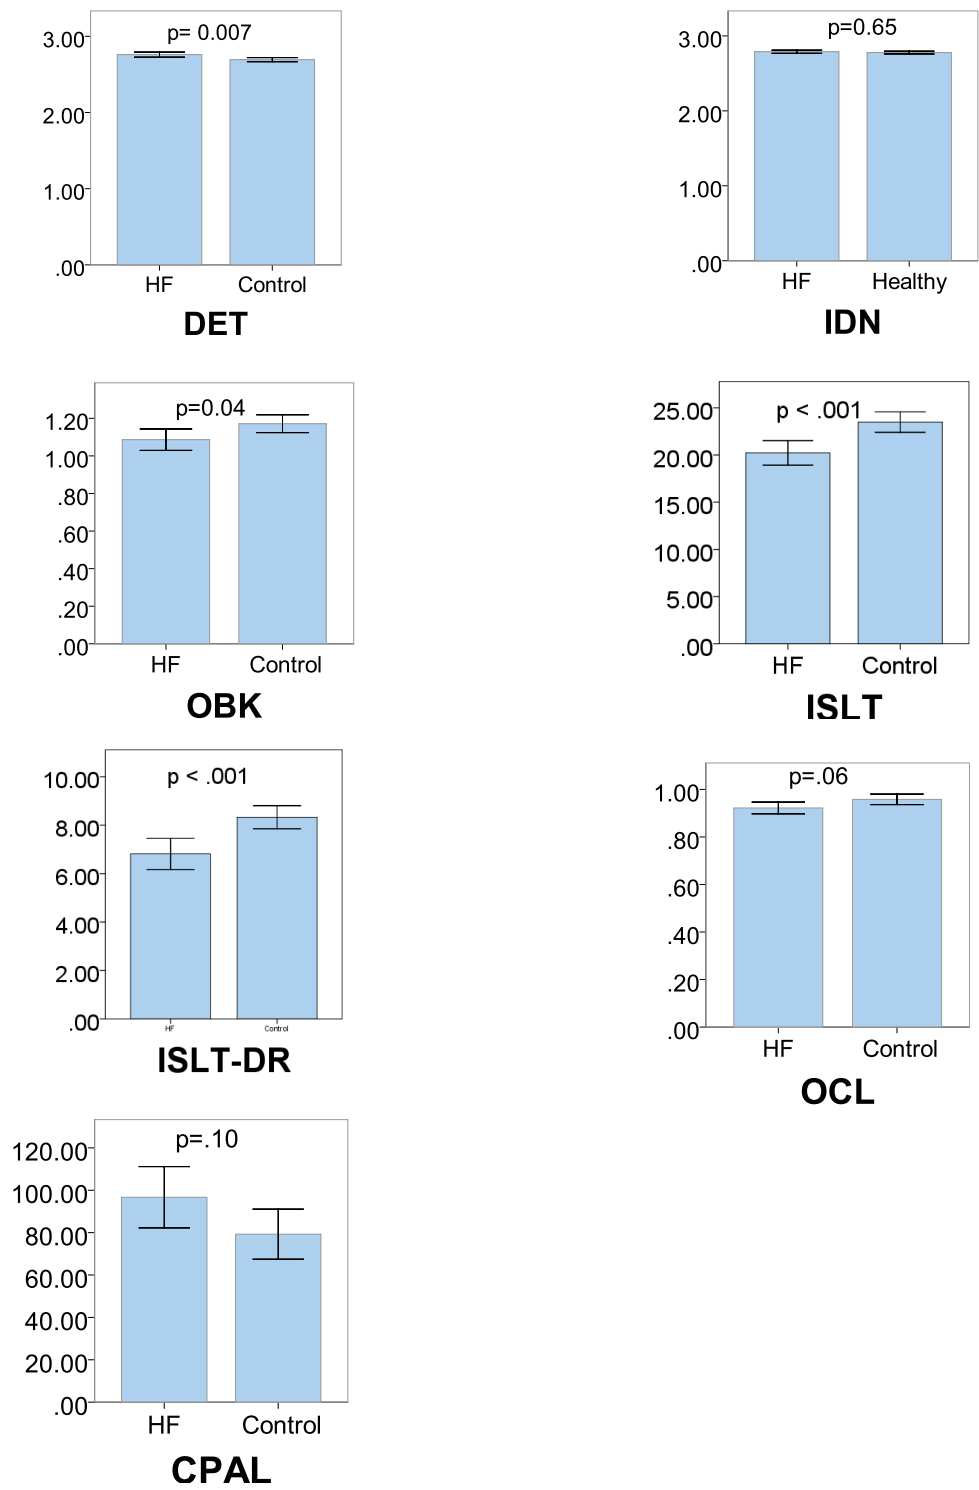 p= 0.007
3.00
2.00
1.00
.00
HF Control
DET
p=0.65
3.00
2.00
1.00
.00
HF Healthy
IDN
p=0.04
1.20
1.00
.80
.60
.40
.20
.00
HF Control
OBK
p < .001
25.00
20.00
15.00
10.00
5.00
.00
HF Control
ISLT
p < .001
10.00
8.00
6.00
4.00
2.00
.00
HF Control
ISLT-DR
p=.06
1.00
.80
.60
.40
.20
.00
HF Control
OCL
p=.10
120.00
100.00
80.00
60.00
40.00
20.00
.00
HF Control
CPAL